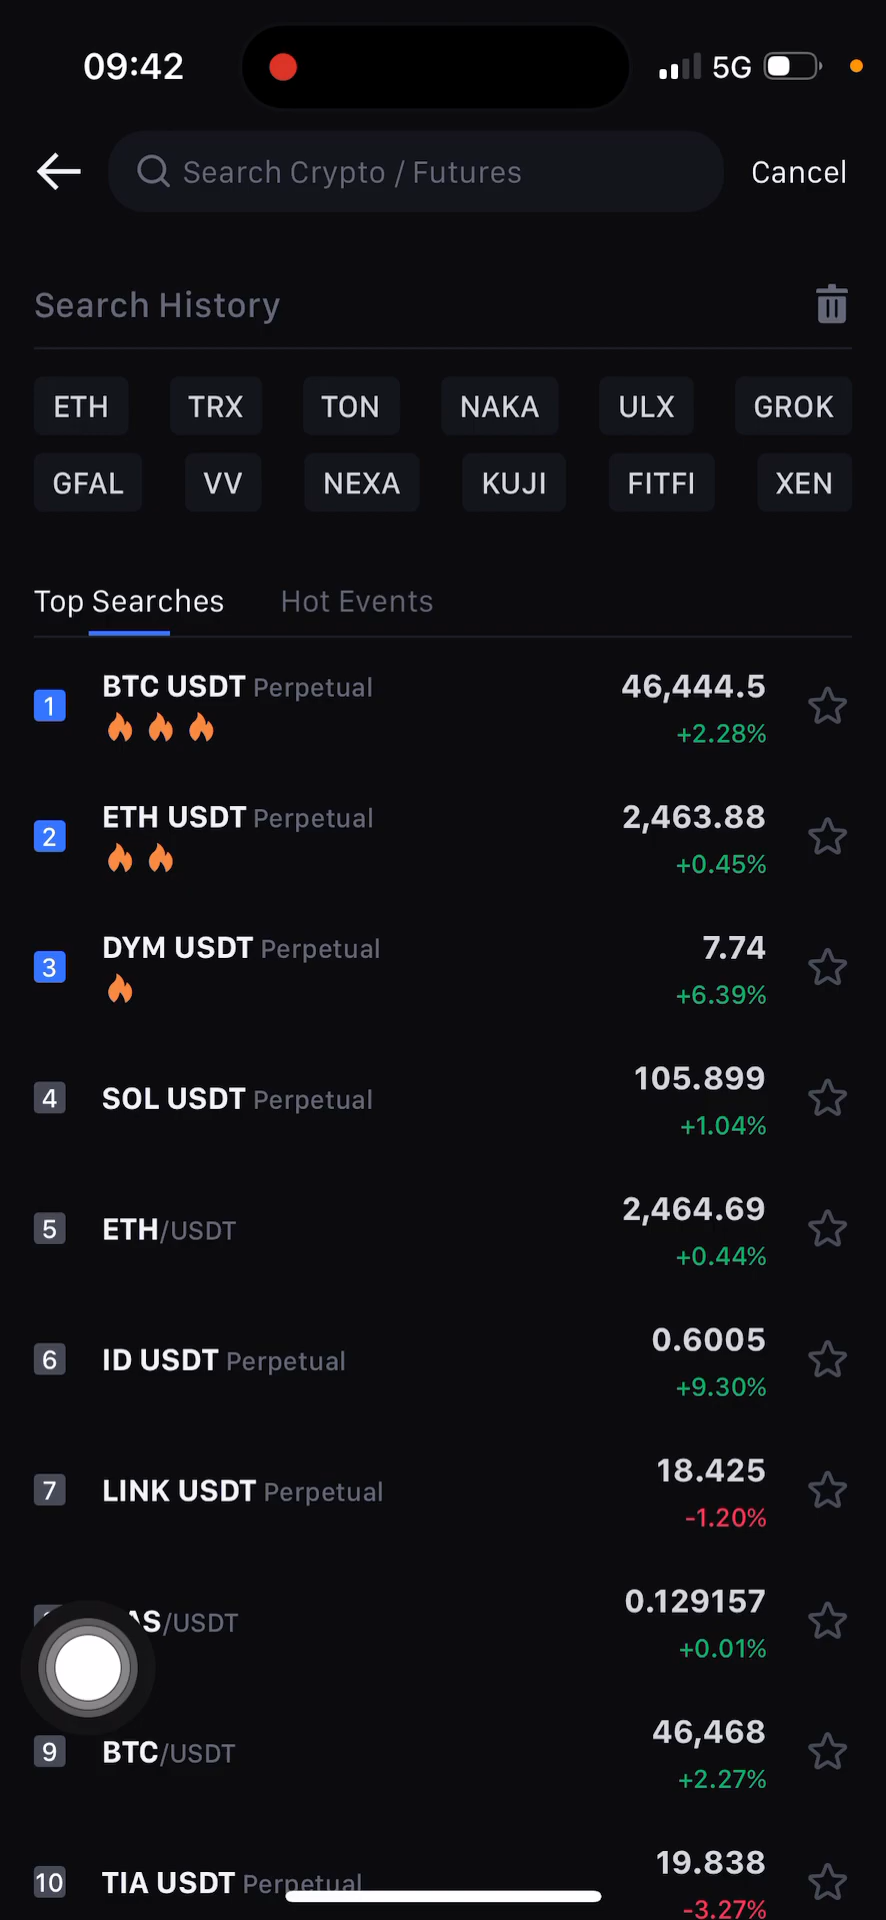 09:42
5G
Search Crypto / Futures
Cancel
Search History
ETH TRX TON NAKA ULX GROK
GFAL VV NEXA KUJI FITFI XEN
Top Searches Hot Events
1 BTC USDT Perpetual 46,444.5
+2.28%
2 ETH USDT Perpetual 2,463.88
+0.45%
3 DYM USDT Perpetual 7.74
+6.39%
4 SOL USDT Perpetual 105.899
+1.04%
5 ETH/USDT 2,464.69
+0.44%
6 ID USDT Perpetual 0.6005
+9.30%
7 LINK USDT Perpetual 18.425
-1.20%
/USDT 0.129157
+0.01%
9 BTC/USDT 46,468
+2.27%
10 TIA USDT Perpetual 19.838
-3.27%